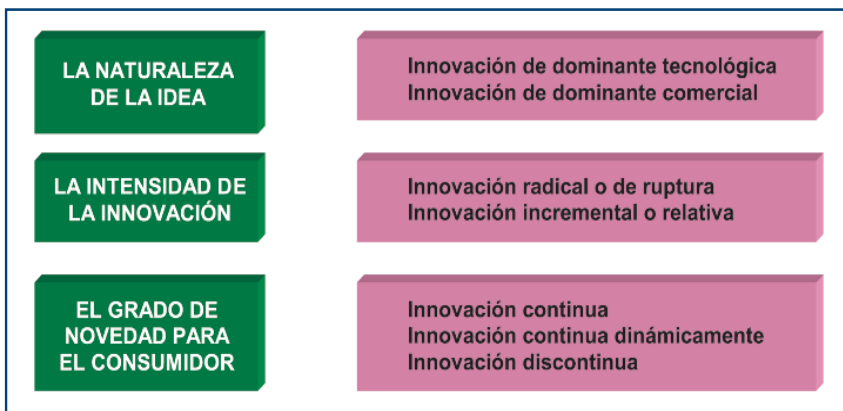 LA NATURALEZA
DE LA IDEA
Innovación de dominante tecnológica
Innovación de dominante comercial
LA INTENSIDAD DE
LA INNOVACIÓN
Innovación radical o de ruptura
Innovación incremental o relativa
EL GRADO DE
NOVEDAD PARA
EL CONSUMIDOR
Innovación continua
Innovación continua dinámicamente
Innovación discontinua